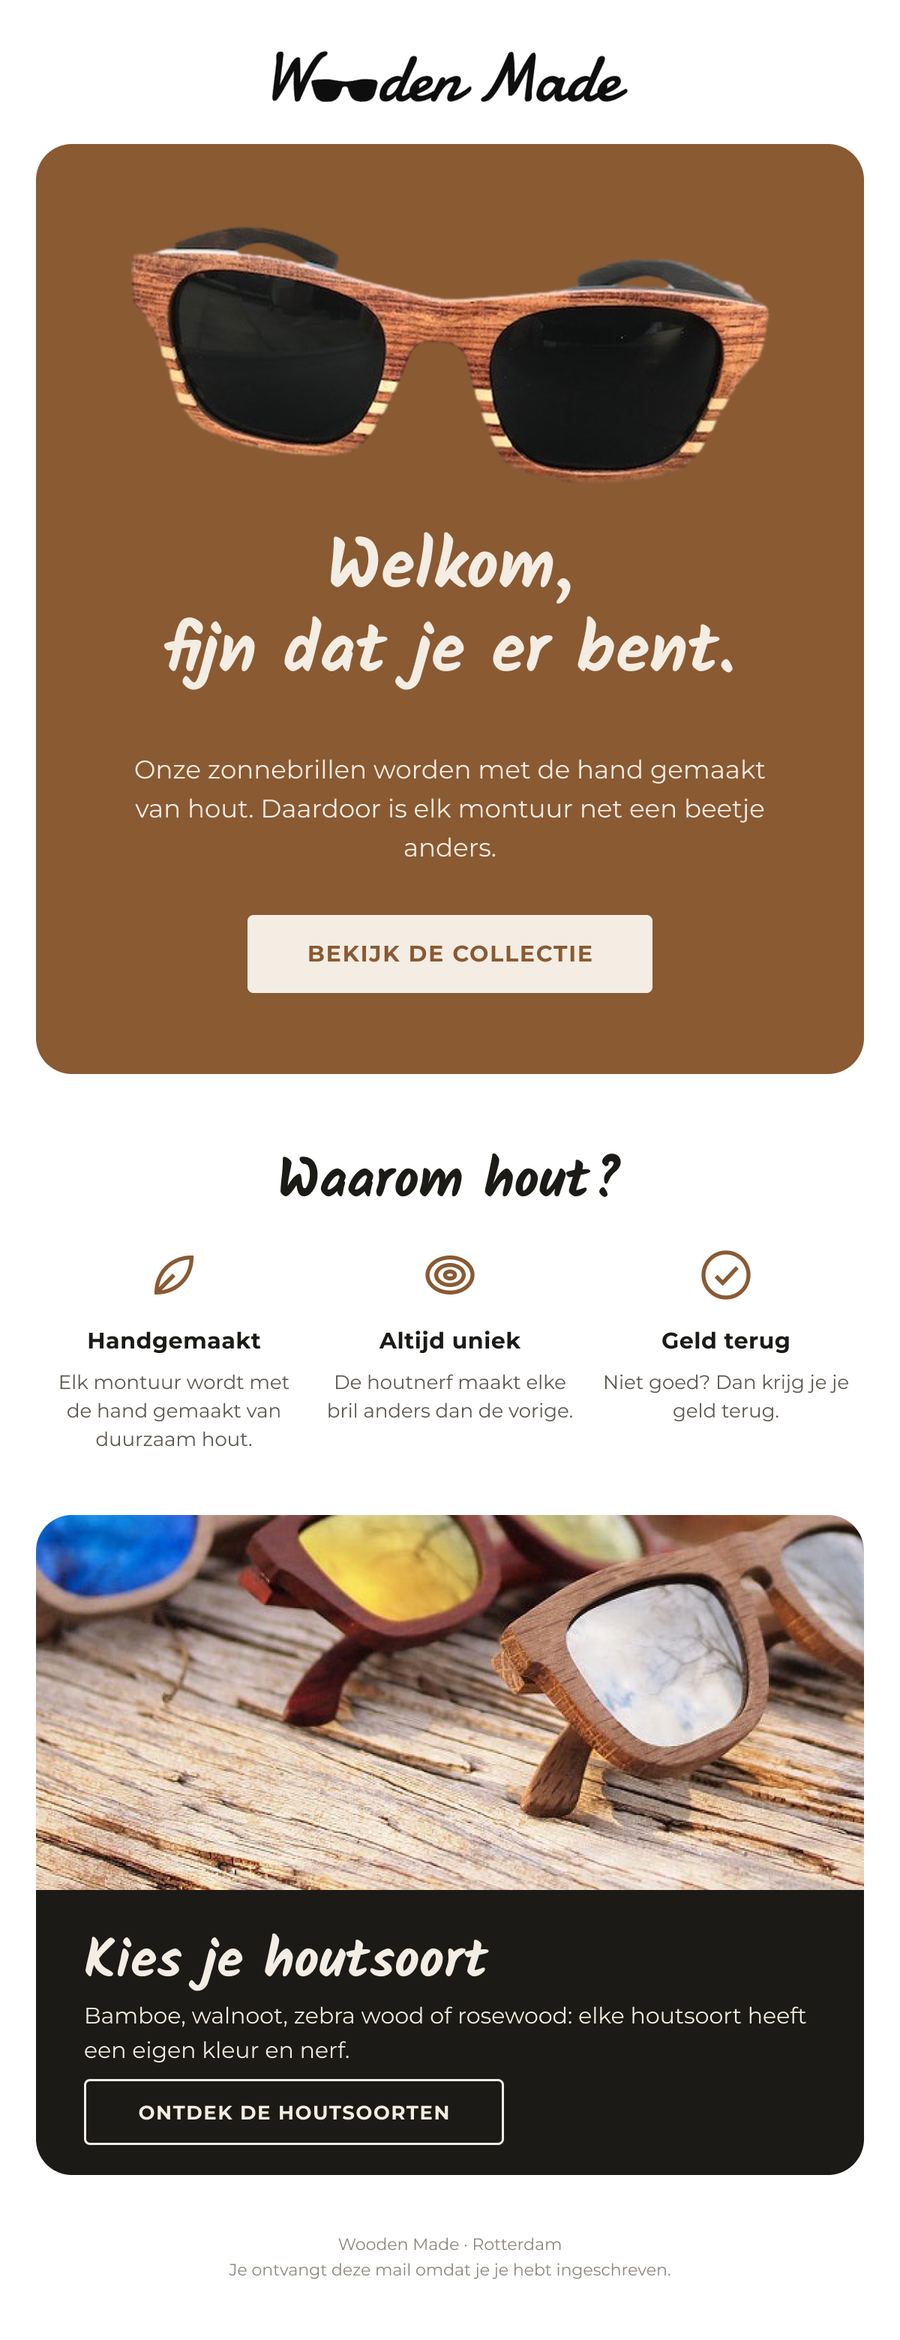 Wooden Made
Welkom,
fijn dat je er bent.
Onze zonnebrillen worden met de hand gemaakt
van hout. Daardoor is elk montuur net een beetje
anders.
BEKIJK DE COLLECTIE
Waarom hout?
Handgemaakt
Elk montuur wordt met
de hand gemaakt van
duurzaam hout.
Altijd uniek
De houtnerf maakt elke
bril anders dan de vorige.
Geld terug
Niet goed? Dan krijg je je
geld terug.
Kies je houtsoort
Bamboe, walnoot, zebra wood of rosewood: elke houtsoort heeft
een eigen kleur en nerf.
ONTDEK DE HOUTSOORTEN
Wooden Made · Rotterdam
Je ontvangt deze mail omdat je je hebt ingeschreven.